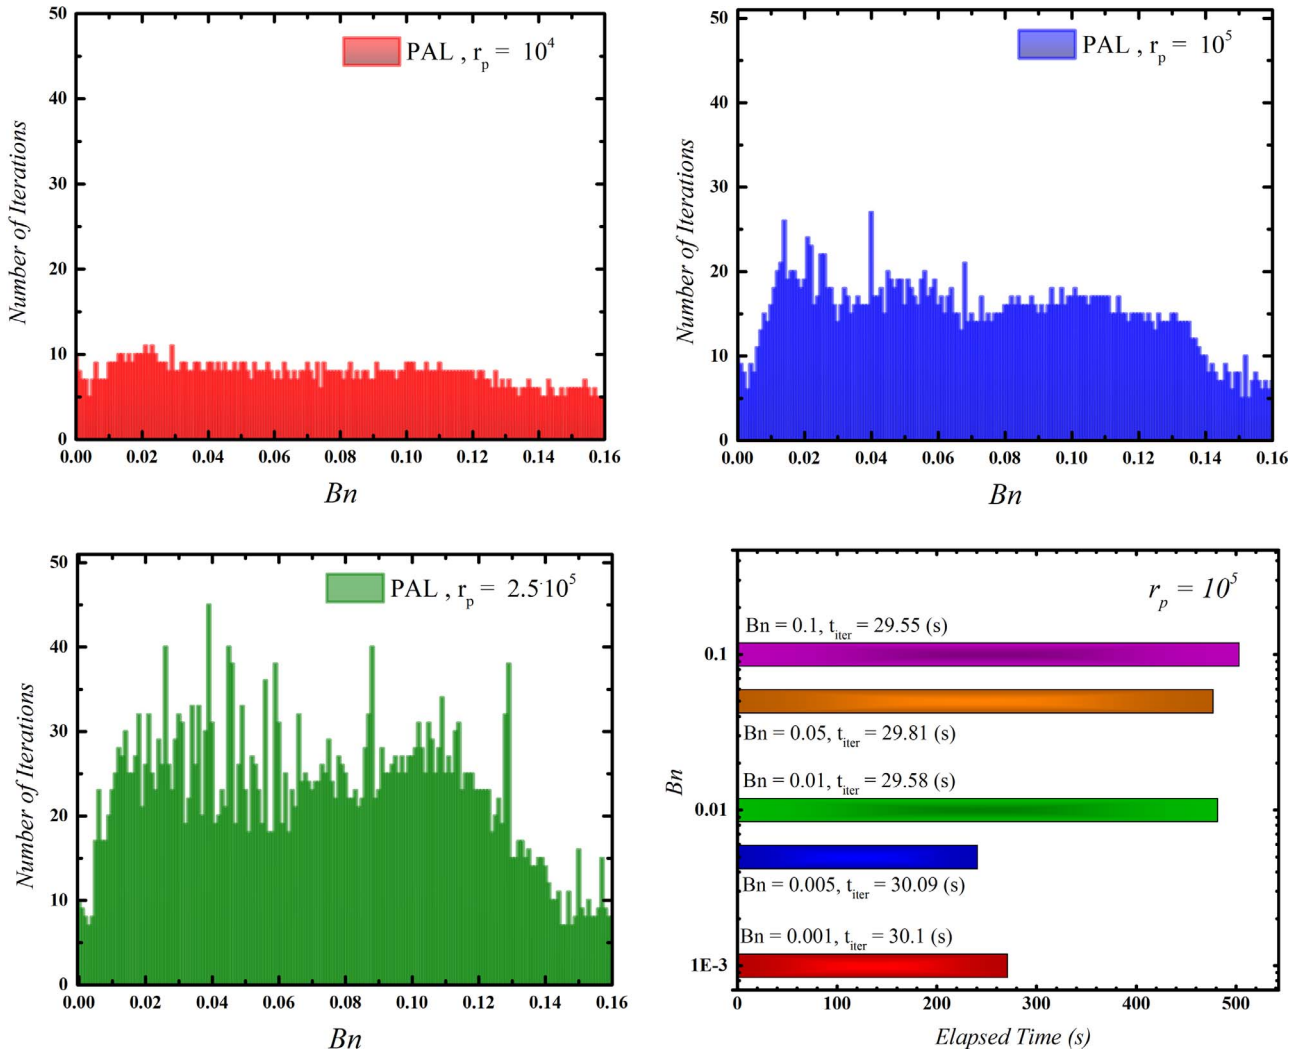 50
40
30
20
10
0
Number of Iterations
PAL , r_p = 10^4
0.00 0.02 0.04 0.06 0.08 0.10 0.12 0.14 0.16
Bn
50
40
30
20
10
0
Number of Iterations
PAL , r_p = 10^5
0.00 0.02 0.04 0.06 0.08 0.10 0.12 0.14 0.16
Bn
50
40
30
20
10
0
Number of Iterations
PAL , r_p = 2.5·10^5
0.00 0.02 0.04 0.06 0.08 0.10 0.12 0.14 0.16
Bn
r_p = 10^5
Bn = 0.1, t_iter = 29.55 (s)
0.1
Bn = 0.05, t_iter = 29.81 (s)
Bn = 0.01, t_iter = 29.58 (s)
0.01
Bn
Bn = 0.005, t_iter = 30.09 (s)
Bn = 0.001, t_iter = 30.1 (s)
1E-3
0 100 200 300 400 500
Elapsed Time (s)